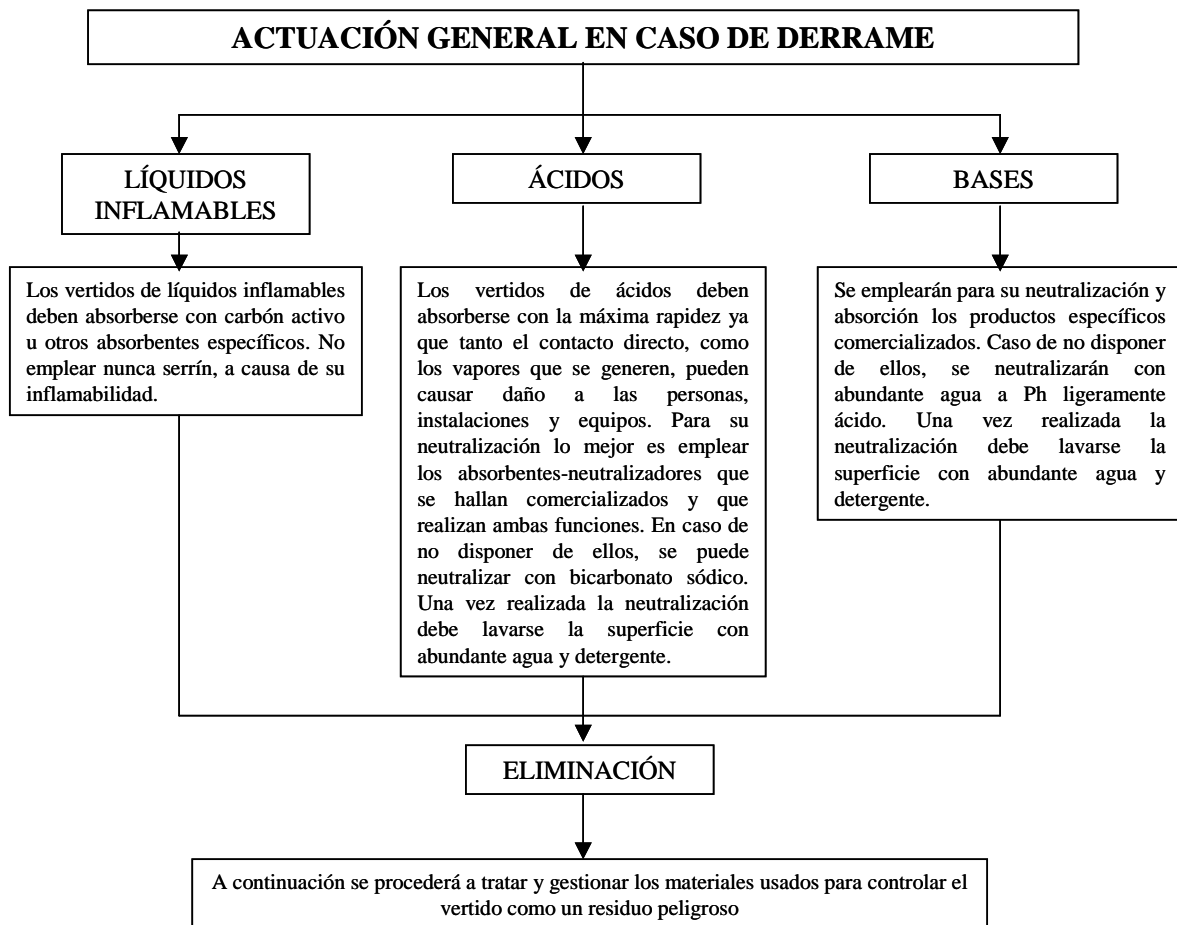 ACTUACIÓN GENERAL EN CASO DE DERRAME
LÍQUIDOS
INFLAMABLES
Los vertidos de líquidos inflamables
deben absorberse con carbón activo
u otros absorbentes específicos. No
emplear nunca serrín, a causa de su
inflamabilidad.
ÁCIDOS
Los vertidos de ácidos deben
absorberse con la máxima rapidez ya
que tanto el contacto directo, como
los vapores que se generen, pueden
causar daño a las personas,
instalaciones y equipos. Para su
neutralización lo mejor es emplear
los absorbentes-neutralizadores que
se hallan comercializados y que
realizan ambas funciones. En caso de
no disponer de ellos, se puede
neutralizar con bicarbonato sódico.
Una vez realizada la neutralización
debe lavarse la superficie con
abundante agua y detergente.
BASES
Se emplearán para su neutralización y
absorción los productos específicos
comercializados. Caso de no disponer
de ellos, se neutralizarán con
abundante agua a Ph ligeramente
ácido. Una vez realizada la
neutralización debe lavarse la
superficie con abundante agua y
detergente.
ELIMINACIÓN
A continuación se procederá a tratar y gestionar los materiales usados para controlar el
vertido como un residuo peligroso